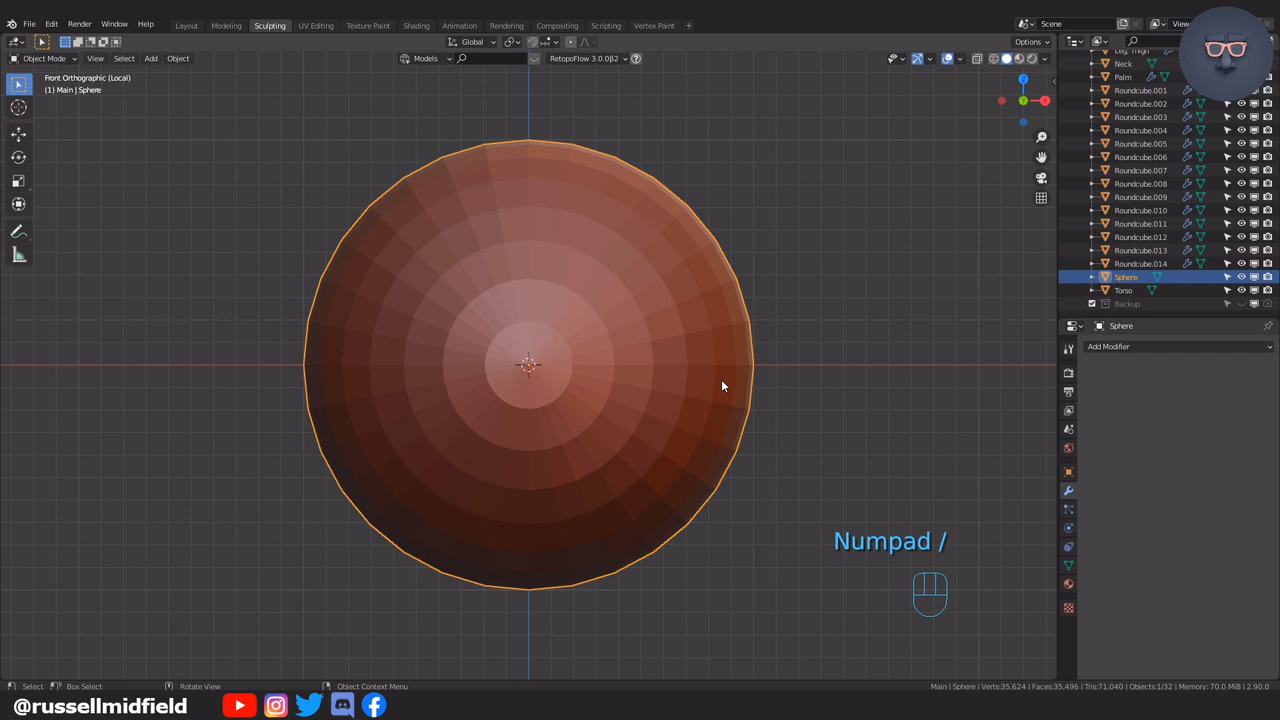 File Edit Render Window Help Layout Modeling Sculpting UV Editing Texture Paint Shading Animation Rendering Compositing Scripting Vertex Paint + Scene View
Global Options
Object Mode View Select Add Object Models RetopoFlow 3.0.0β2
Front Orthographic (Local)
(1) Main | Sphere
Neck
Palm
Roundcube.001
Roundcube.002
Roundcube.003
Roundcube.004
Roundcube.005
Roundcube.006
Roundcube.007
Roundcube.008
Roundcube.009
Roundcube.010
Roundcube.011
Roundcube.012
Roundcube.013
Roundcube.014
Sphere
Torso
Backup
Sphere
Add Modifier
Numpad /
Select Box Select Rotate View Object Context Menu Main | Sphere | Verts:35,624 | Faces:35,496 | Tris:71,040 | Objects:1/32 | Memory: 70.0 MiB | 2.90.0
@russellmidfield